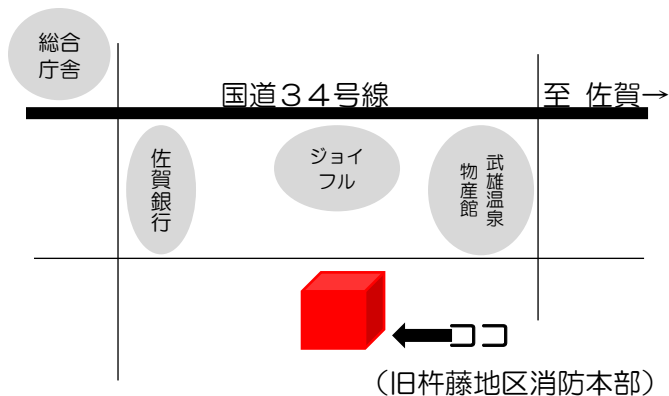 総合
庁舎
国道３４号線
至 佐賀→
佐賀銀行
ジョイ
フル
武雄温泉
物産館
ココ
（旧杵藤地区消防本部）